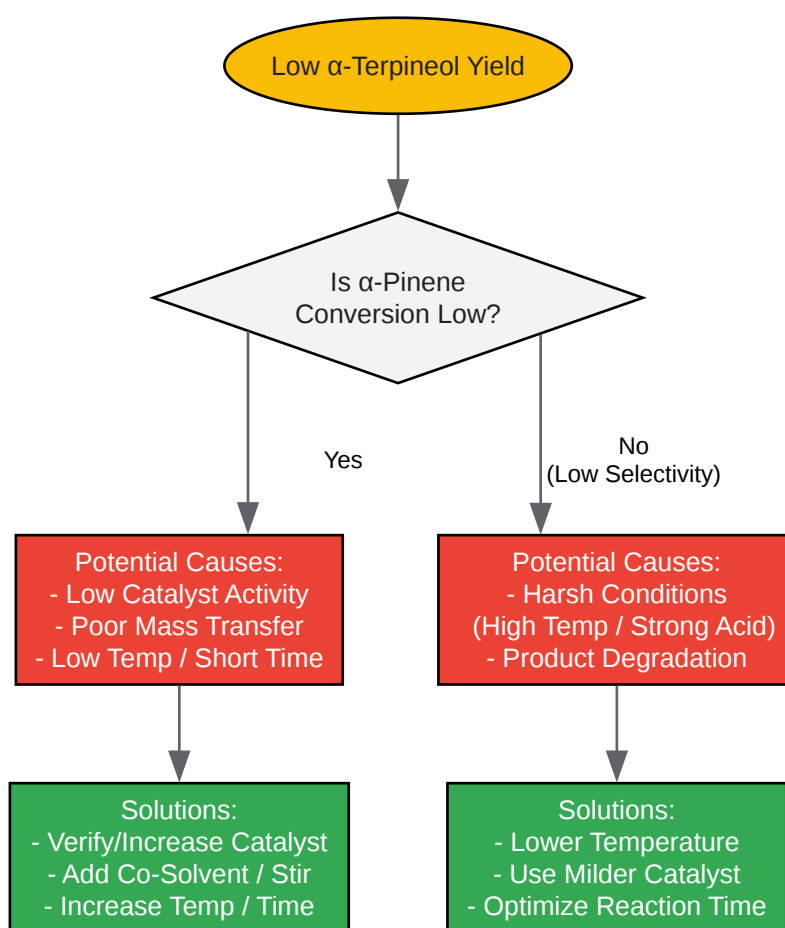 Low α-Terpineol Yield
Is α-Pinene
Conversion Low?
Yes
No
(Low Selectivity)
Potential Causes:
- Low Catalyst Activity
- Poor Mass Transfer
- Low Temp / Short Time
Potential Causes:
- Harsh Conditions
(High Temp / Strong Acid)
- Product Degradation
Solutions:
- Verify/Increase Catalyst
- Add Co-Solvent / Stir
- Increase Temp / Time
Solutions:
- Lower Temperature
- Use Milder Catalyst
- Optimize Reaction Time